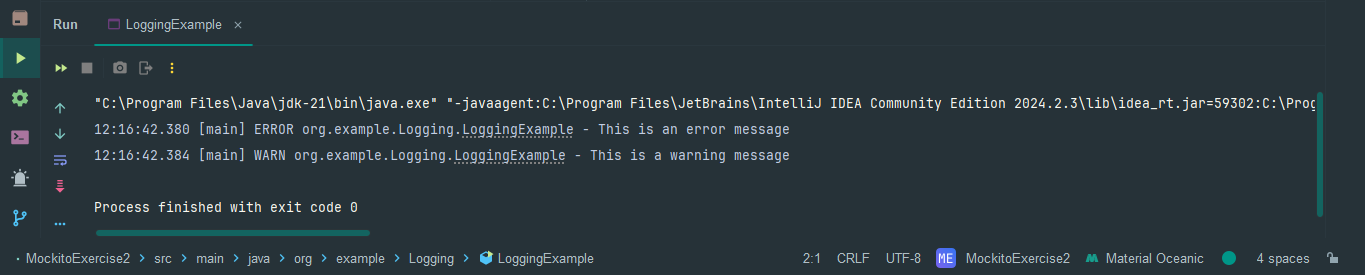 Run LoggingExample ×
"C:\Program Files\Java\jdk-21\bin\java.exe" "-javaagent:C:\Program Files\JetBrains\IntelliJ IDEA Community Edition 2024.2.3\lib\idea_rt.jar=59302:C:\Prog
12:16:42.380 [main] ERROR org.example.Logging.LoggingExample - This is an error message
12:16:42.384 [main] WARN org.example.Logging.LoggingExample - This is a warning message
Process finished with exit code 0
MockitoExercise2 > src > main > java > org > example > Logging > LoggingExample 2:1 CRLF UTF-8 ME MockitoExercise2 Material Oceanic 4 spaces